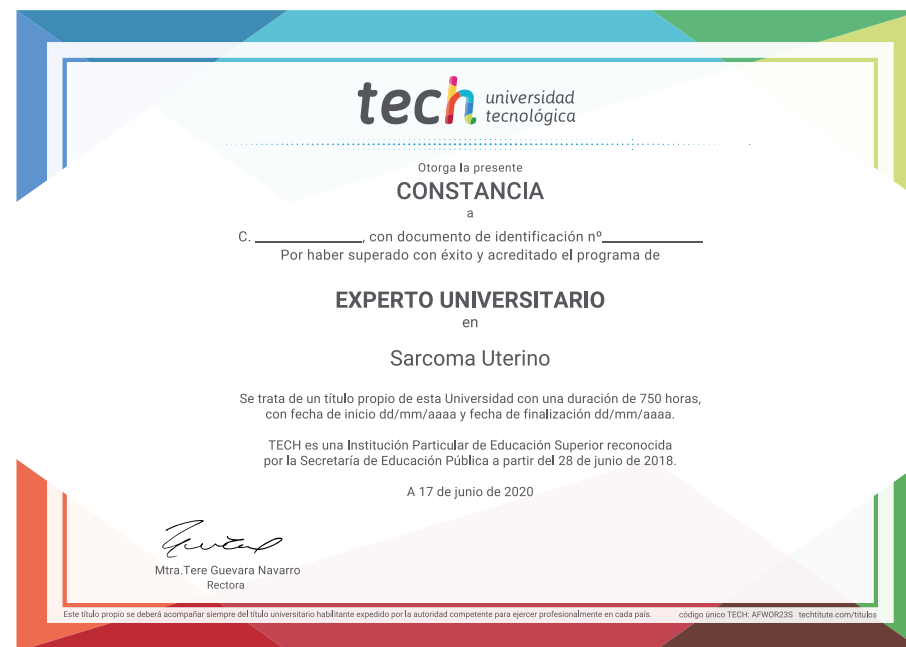 tech universidad
tecnológica
Otorga la presente
CONSTANCIA
a
C. ______________, con documento de identificación nº_____________
Por haber superado con éxito y acreditado el programa de
EXPERTO UNIVERSITARIO
en
Sarcoma Uterino
Se trata de un título propio de esta Universidad con una duración de 750 horas,
con fecha de inicio dd/mm/aaaa y fecha de finalización dd/mm/aaaa.
TECH es una Institución Particular de Educación Superior reconocida
por la Secretaría de Educación Pública a partir del 28 de junio de 2018.
A 17 de junio de 2020
Mtra.Tere Guevara Navarro
Rectora
Este título propio se deberá acompañar siempre del título universitario habilitante expedido por la autoridad competente para ejercer profesionalmente en cada país. código único TECH: AFWOR23S techtitute.com/titulos